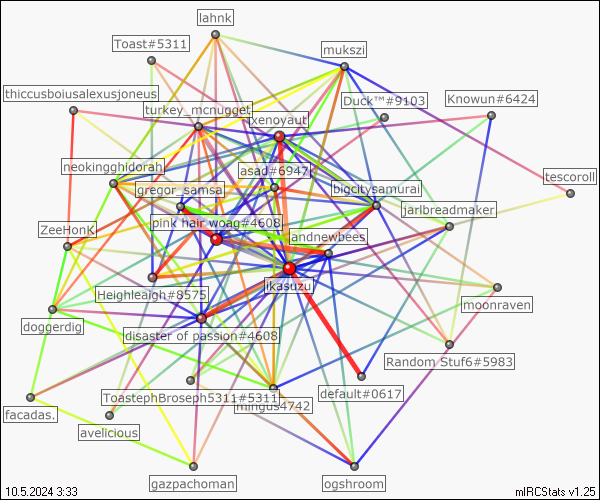 lahnk
Toast#5311
mukszi
thiccusboiusalexusjoneus
Duck™#9103
Knowun#6424
turkey_mcnugget
ixenoyaut
neokingghidorah
asad#6947
tescoroll
gregor_samsa
bigcitysamurai
jarlbreadmaker
pink hair woag#4608
ZeeHonK
andnewbees
likasuzu
Heighleaigh#8575
moonraven
doggerdig
disaster of passion#4608
Random Stuf6#5983
ToastephBroseph5311#5311
default#0617
mingus4742
facadas.
avelicious
gazpachoman
ogshroom
10.5.2024 3:33
mIRCStats v1.25